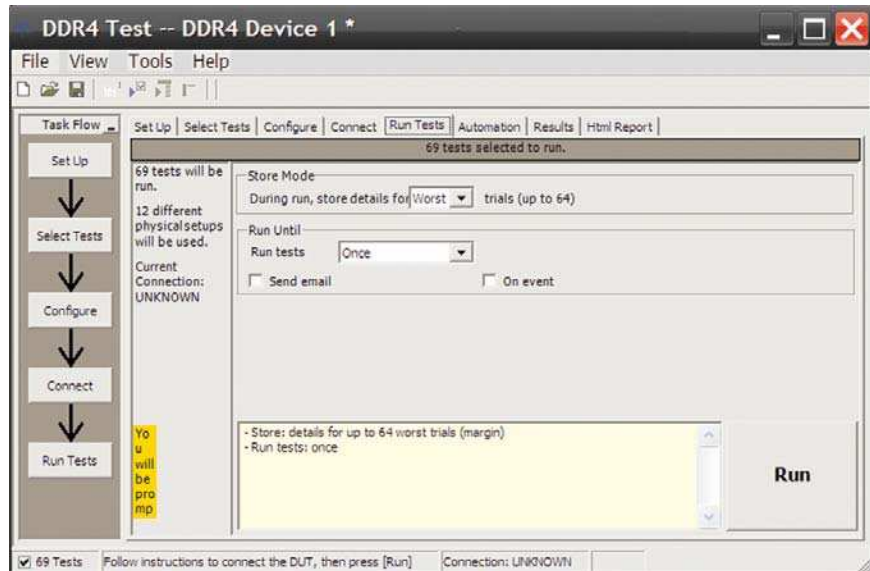 DDR4 Test -- DDR4 Device 1 *
File View Tools Help
Task Flow
Set Up
Select Tests
Configure
Connect
Run Tests
Set Up | Select Tests | Configure | Connect | Run Tests | Automation | Results | Html Report |
69 tests selected to run.
69 tests will be
run.
12 different
physical setups
will be used.
Current
Connection:
UNKNOWN
Yo
u
will
be
pro
mp
Store Mode
During run, store details for Worst trials (up to 64)
Run Until
Run tests Once
Send email On event
- Store: details for up to 64 worst trials (margin)
- Run tests: once
Run
69 Tests Follow instructions to connect the DUT, then press [Run] Connection: UNKNOWN